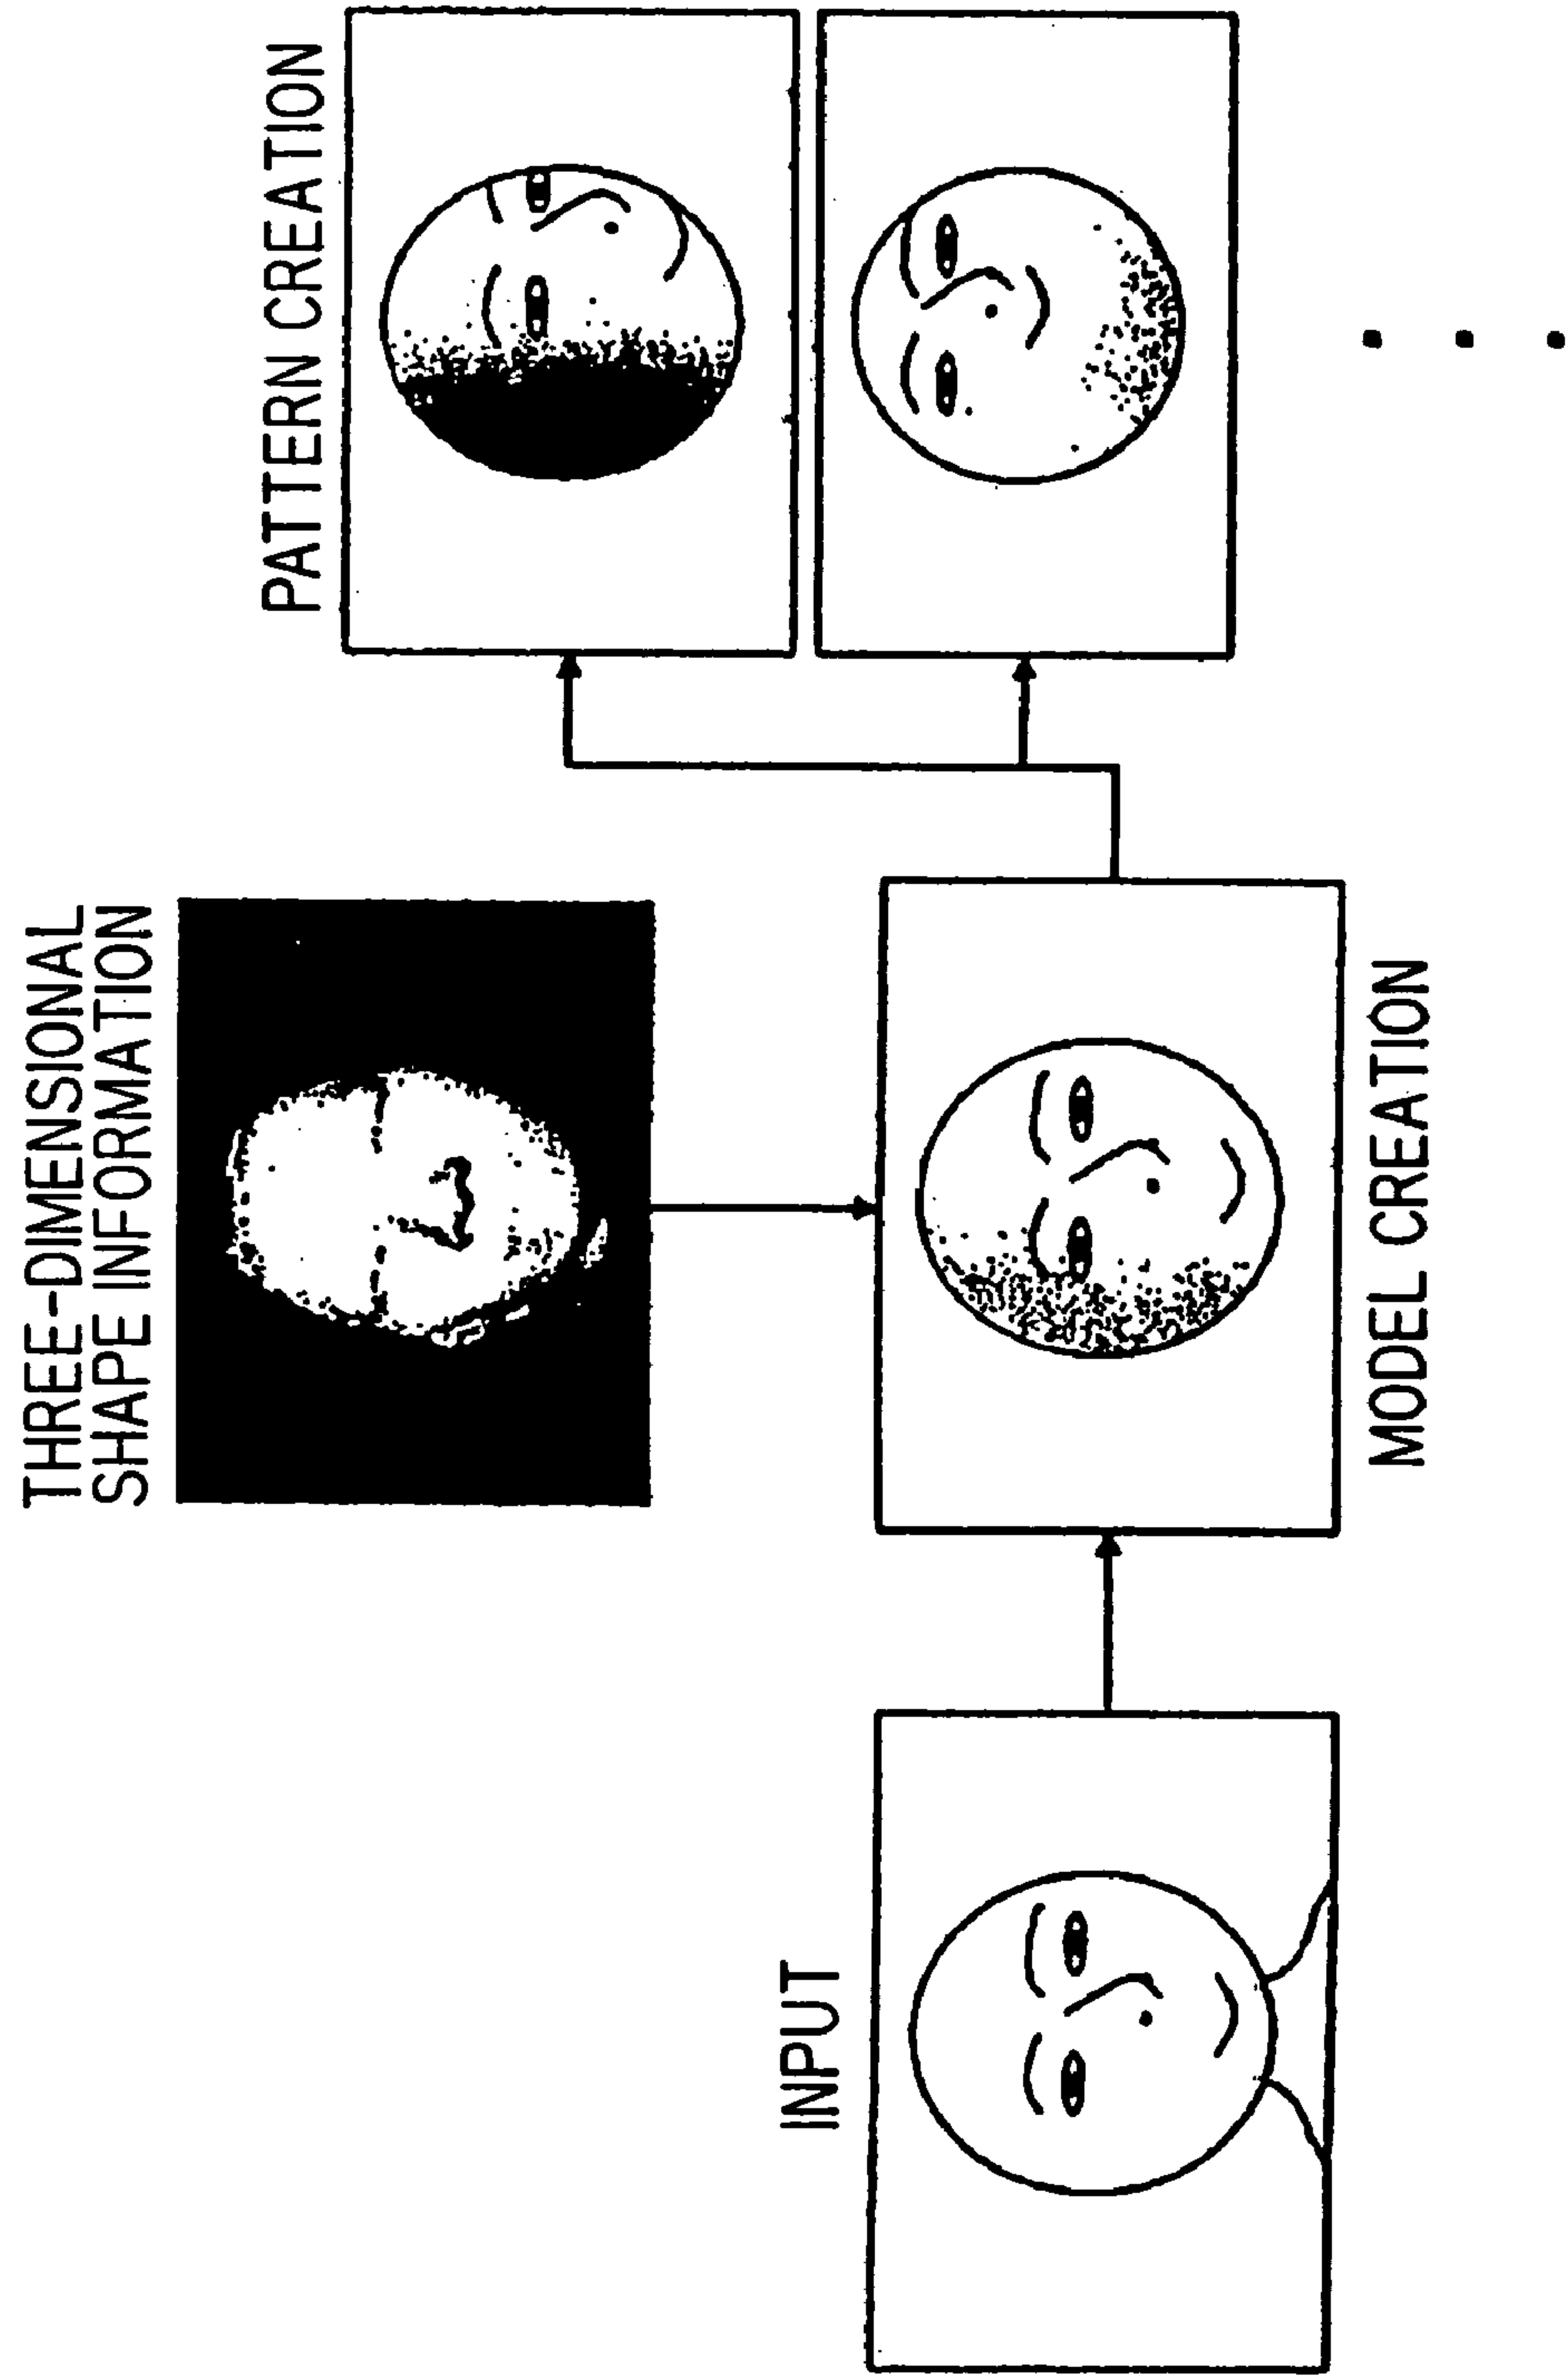 THREE-DIMENSIONAL
SHAPE INFORMATION
PATTERN CREATION
INPUT
MODEL CREATION